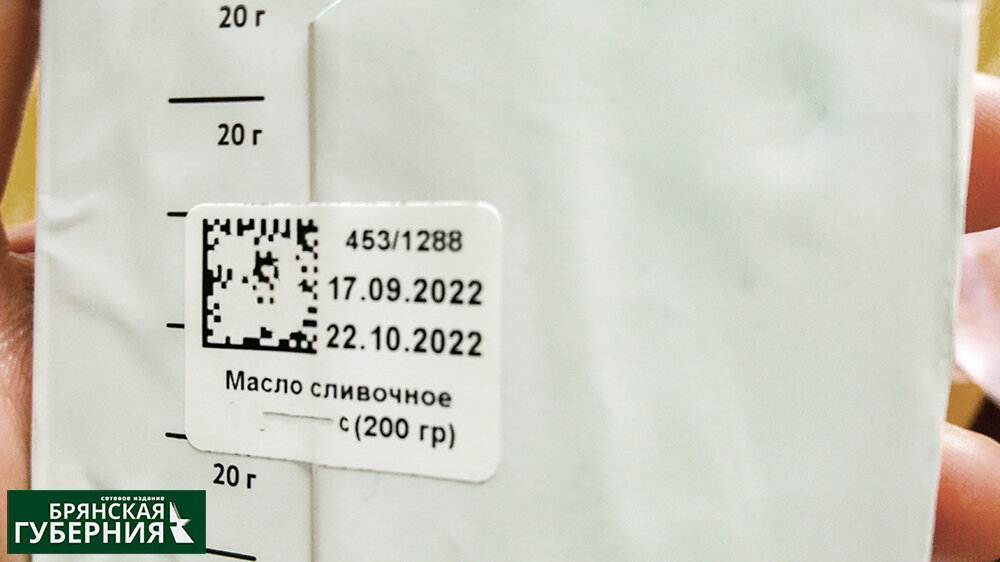 20 г
20 г
453/1288
17.09.2022
22.10.2022
Масло сливочное
с (200 гр)
20 г
сетевое издание
БРЯНСКАЯ
ГУБЕРНИЯ